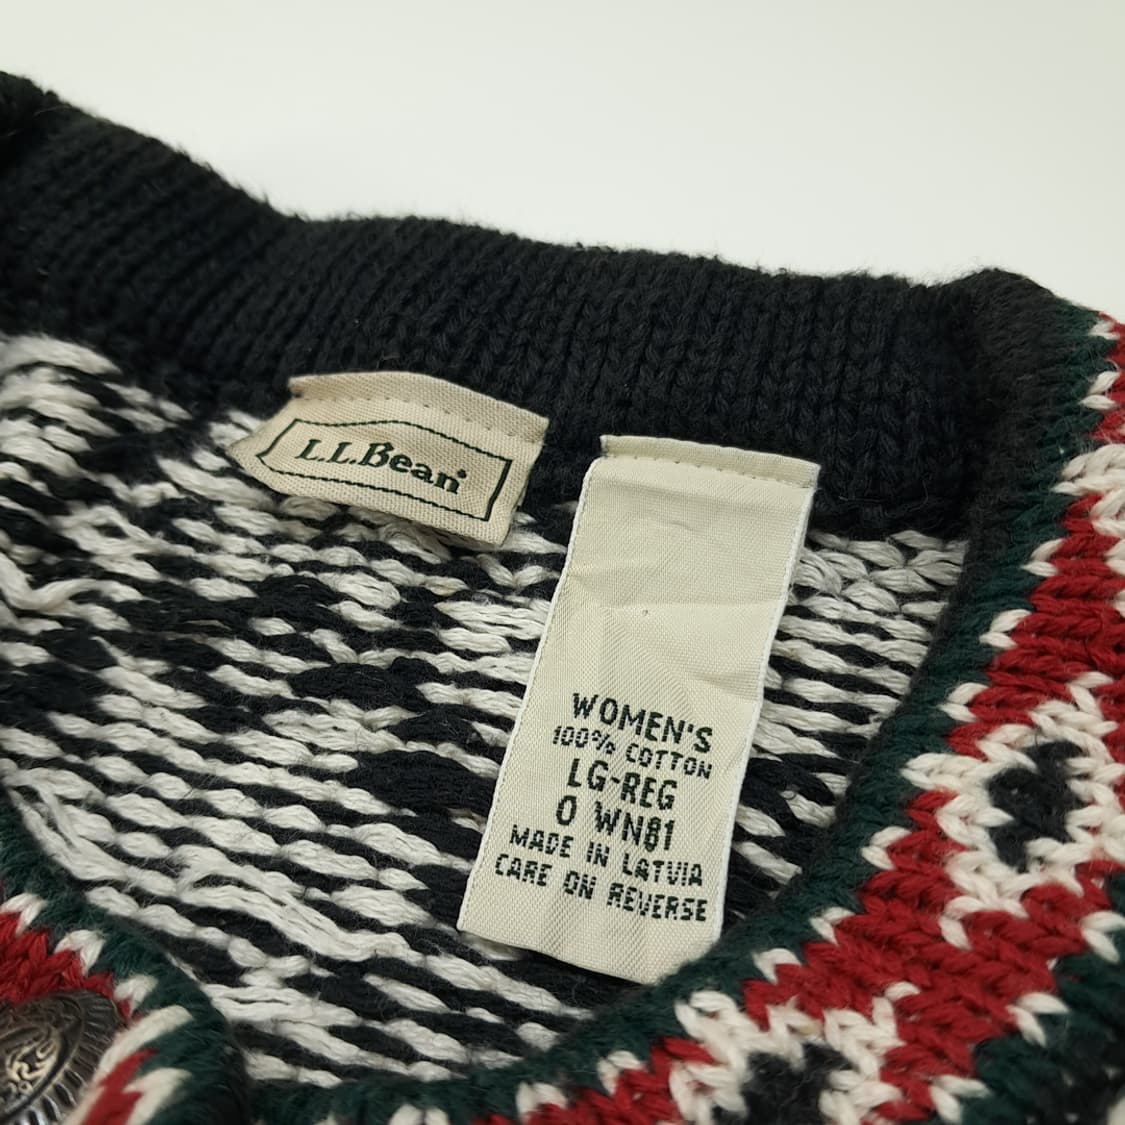 L.L.Bean
WOMEN'S
100% COTTON
LG-REG
0 WN81
MADE IN LATVIA
CARE ON REVERSE